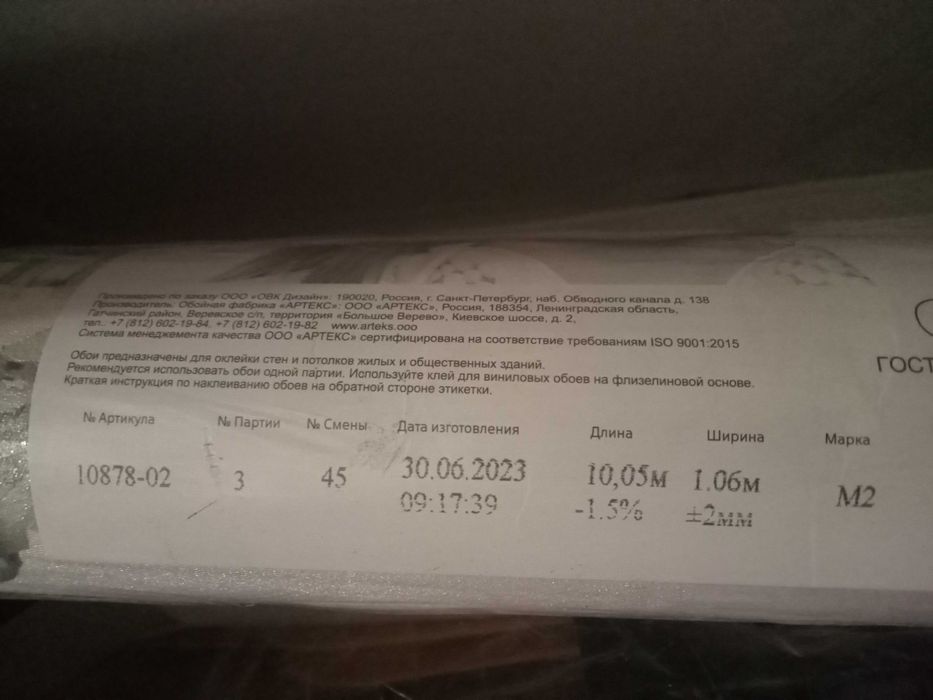 Произведено по заказу ООО «ОВК Дизайн»: 190020, Россия, г. Санкт-Петербург, наб. Обводного канала д. 138
Производитель: Обойная фабрика «АРТЕКС»: ООО «АРТЕКС», Россия, 188354, Ленинградская область,
Гатчинский район, Веревское с/п, территория «Большое Верево», Киевское шоссе, д. 2,
тел.: +7 (812) 602-19-84, +7 (812) 602-19-82 www.arteks.ooo
Система менеджмента качества ООО «АРТЕКС» сертифицирована на соответствие требованиям ISO 9001:2015
Обои предназначены для оклейки стен и потолков жилых и общественных зданий.
Рекомендуется использовать обои одной партии. Используйте клей для виниловых обоев на флизелиновой основе.
Краткая инструкция по наклеиванию обоев на обратной стороне этикетки.
ГОСТ
№ Артикула № Партии № Смены Дата изготовления Длина Ширина Марка
10878-02 3 45 30.06.2023 10,05м 1.06м М2
09:17:39 -1.5% ±2мм